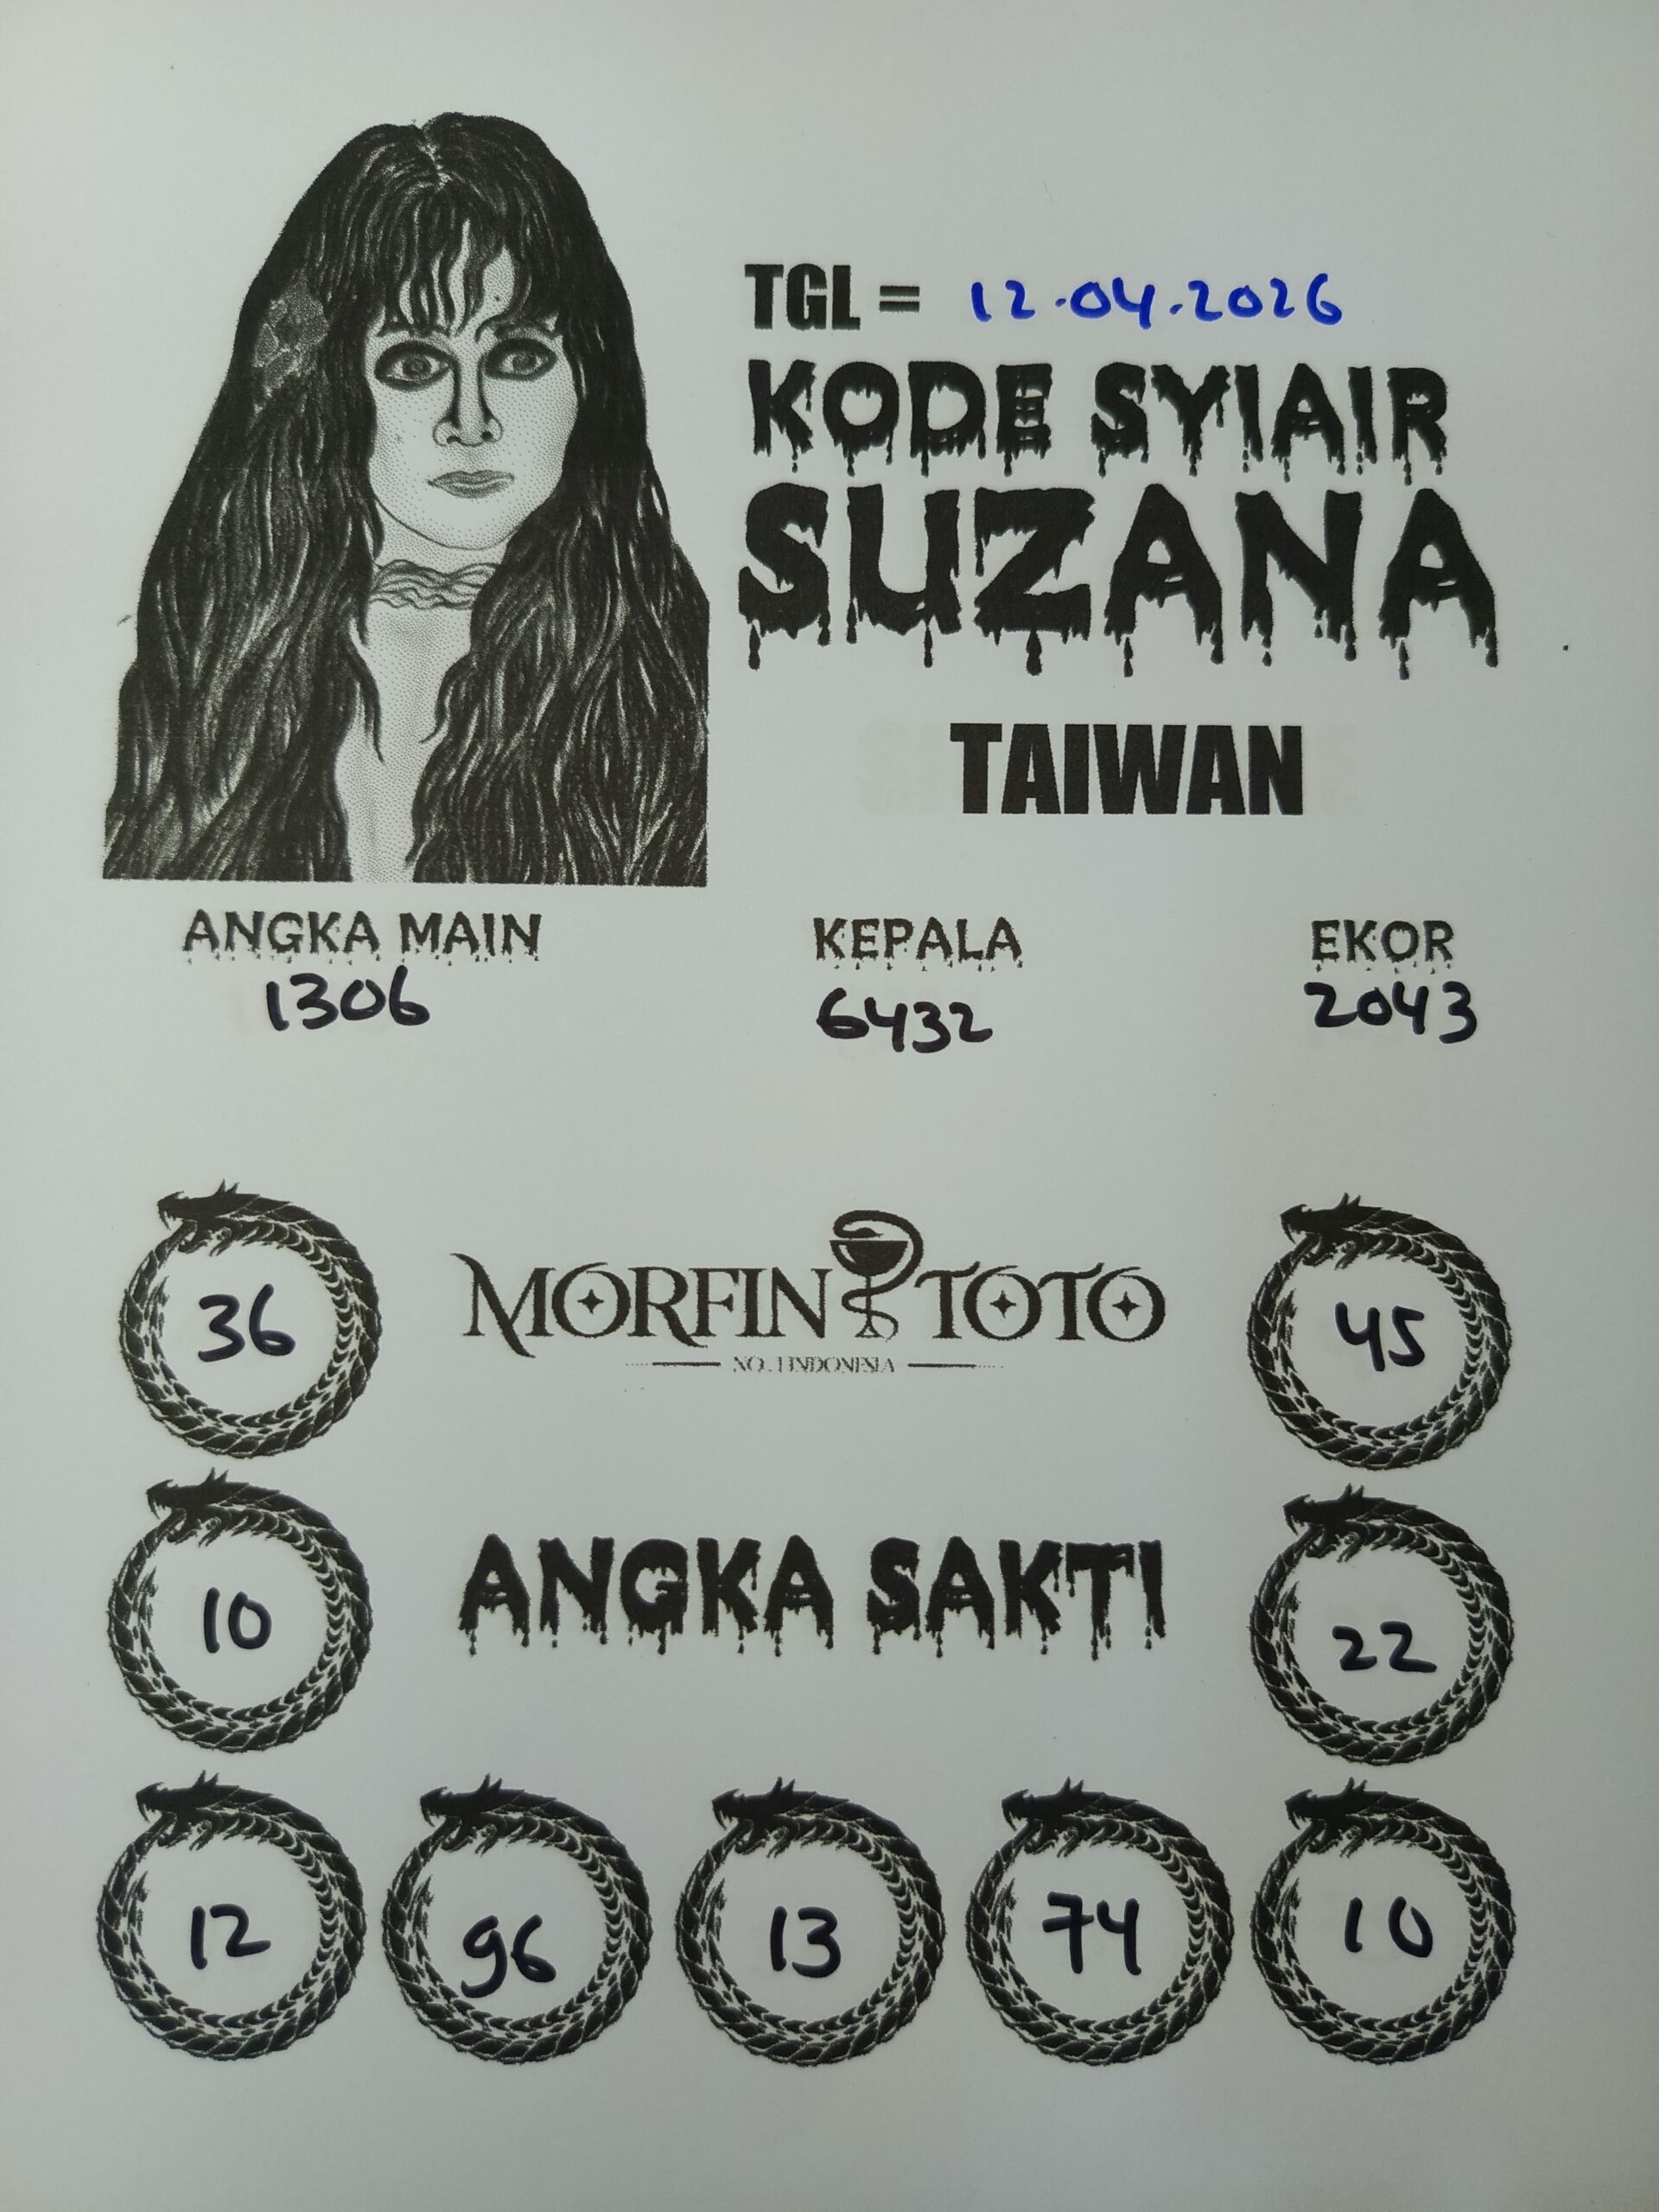 TGL = 12.04.2026
KODE SYIAIR
SUZANA
TAIWAN
ANGKA MAIN KEPALA EKOR
1306 6432 2043
36 MORFIN TOTO 45
NO.1 INDONESIA
10 ANGKA SAKTI 22
12 96 13 74 10